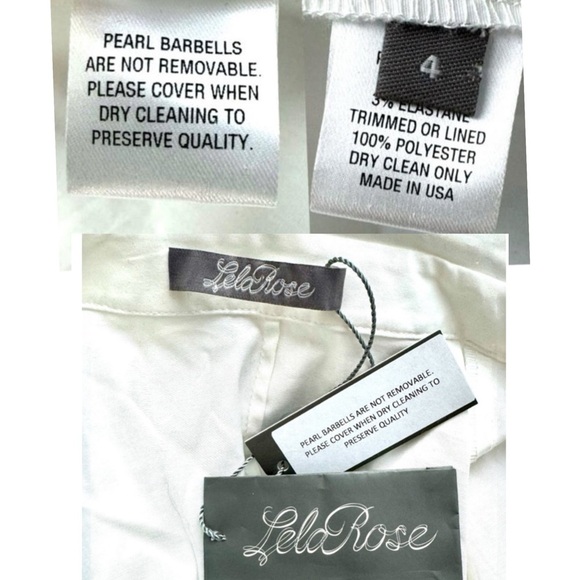 PEARL BARBELLS
ARE NOT REMOVABLE.
PLEASE COVER WHEN
DRY CLEANING TO
PRESERVE QUALITY.
4
3% ELASTANE
TRIMMED OR LINED
100% POLYESTER
DRY CLEAN ONLY
MADE IN USA
Lela Rose
PEARL BARBELLS ARE NOT REMOVABLE.
PLEASE COVER WHEN DRY CLEANING TO
PRESERVE QUALITY
Lela Rose